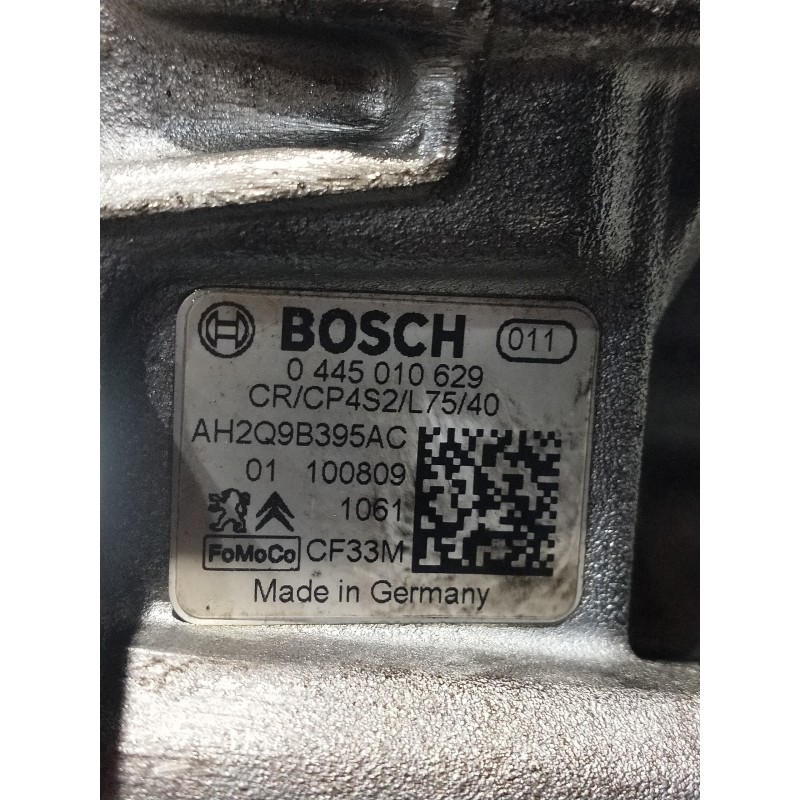 BOSCH 011
0 445 010 629
CR/CP4S2/L75/40
AH2Q9B395AC
01 100809
1061
FoMoCo CF33M
Made in Germany